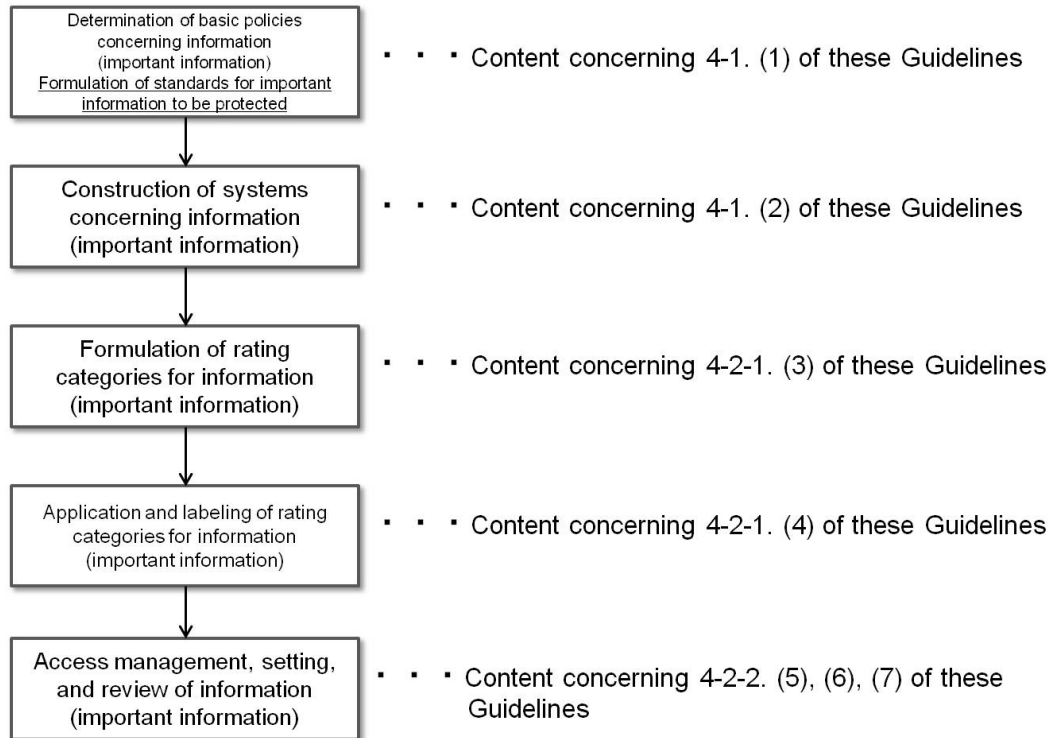 Determination of basic policies
concerning information
(important information)
Formulation of standards for important
information to be protected
・ ・ ・ Content concerning 4-1. (1) of these Guidelines
Construction of systems
concerning information
(important information)
・ ・ ・ Content concerning 4-1. (2) of these Guidelines
Formulation of rating
categories for information
(important information)
・ ・ ・ Content concerning 4-2-1. (3) of these Guidelines
Application and labeling of rating
categories for information
(important information)
・ ・ ・ Content concerning 4-2-1. (4) of these Guidelines
Access management, setting,
and review of information
(important information)
・ ・ ・ Content concerning 4-2-2. (5), (6), (7) of these
Guidelines